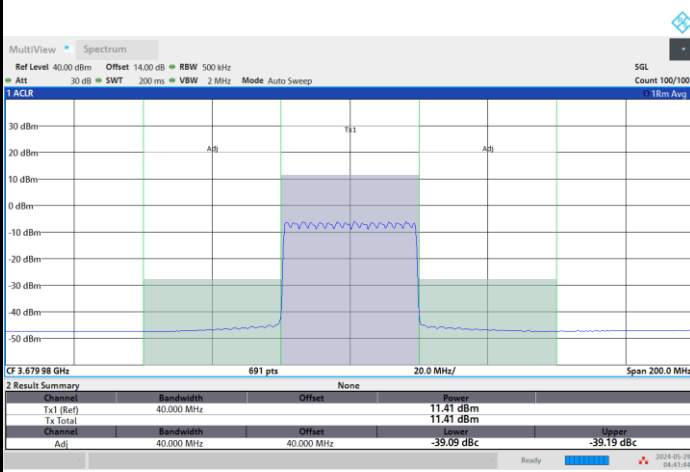 MultiView Spectrum
Ref Level 40.00 dBm Offset 14.00 dB RBW 500 kHz SGL
Att 30 dB SWT 200 ms VBW 2 MHz Mode Auto Sweep Count 100/100
1 ACLR 1Rm Avg
Tx1
30 dBm
Adj Adj
20 dBm
10 dBm
0 dBm
-10 dBm
-20 dBm
-30 dBm
-40 dBm
-50 dBm
CF 3.679 98 GHz 691 pts 20.0 MHz/ Span 200.0 MHz
2 Result Summary None
Channel Bandwidth Offset Power
Tx1 (Ref) 40.000 MHz 11.41 dBm
Tx Total 11.41 dBm
Channel Bandwidth Offset Lower Upper
Adj 40.000 MHz 40.000 MHz -39.09 dBc -39.19 dBc
Ready 2024-05-29
04:41:44